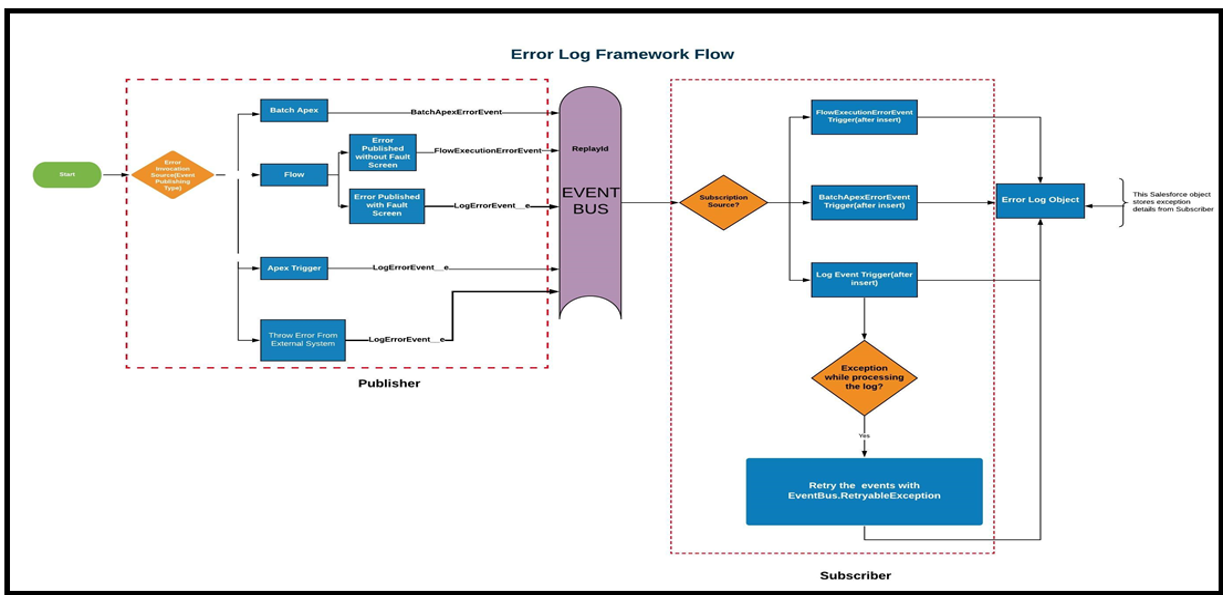 Error Log Framework Flow
Start
Error
Invocation
Source(Event
Publishing
Type)
Batch Apex
BatchApexErrorEvent
Flow
Error
Published
without Fault
Screen
FlowExecutionErrorEvent
Error Published
with Fault
Screen
LogErrorEvent__e
Apex Trigger
LogErrorEvent__e
Throw Error From
External System
LogErrorEvent__e
Publisher
ReplayId
EVENT
BUS
Subscription
Source?
FlowExecutionErrorEvent
Trigger(after insert)
BatchApexErrorEvent
Trigger(after insert)
Log Event Trigger(after
insert)
Exception
while processing
the log?
Yes
Retry the events with
EventBus.RetryableException
Subscriber
Error Log Object
This Salesforce object
stores exception
details from Subscriber